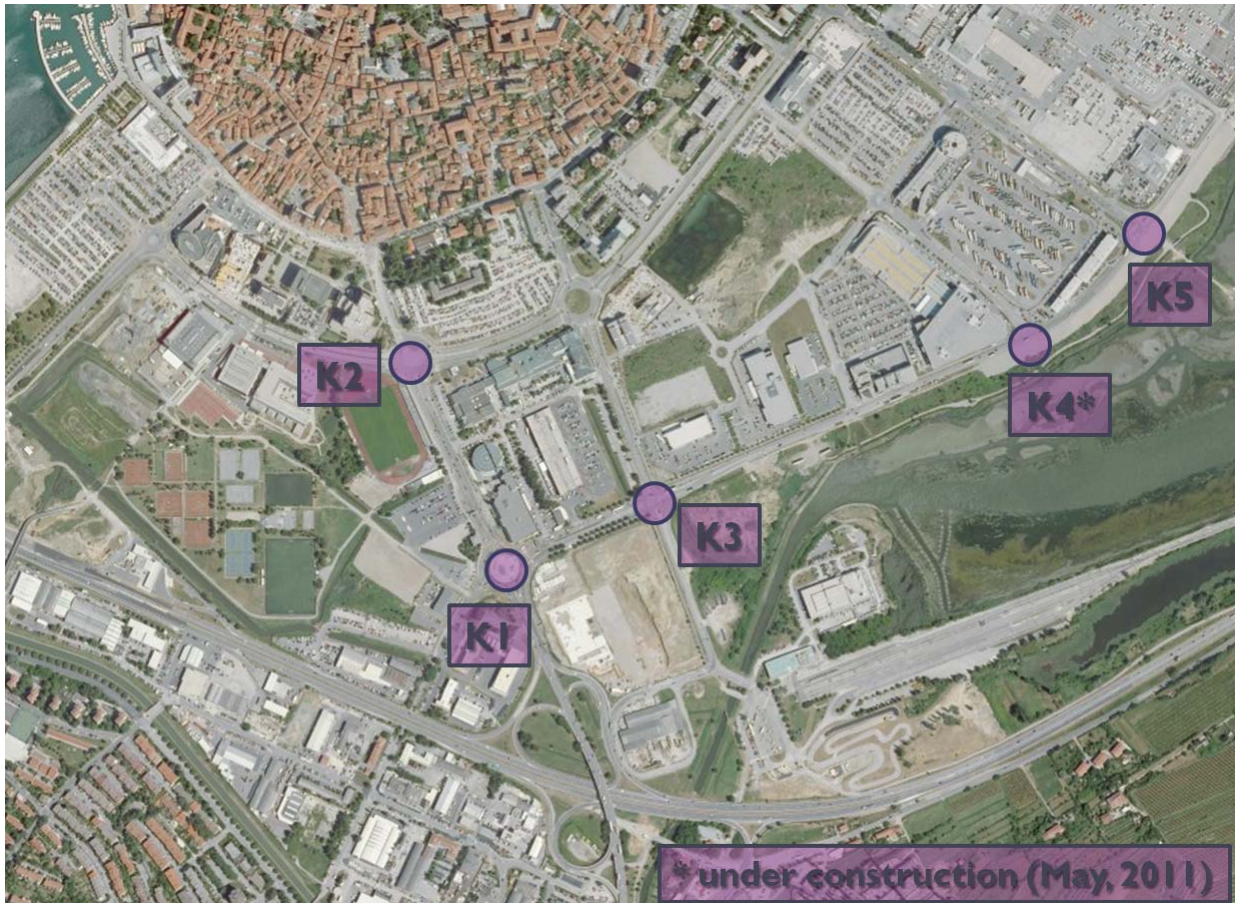 K5
K2
K4*
K3
K1
* under construction (May, 2011)